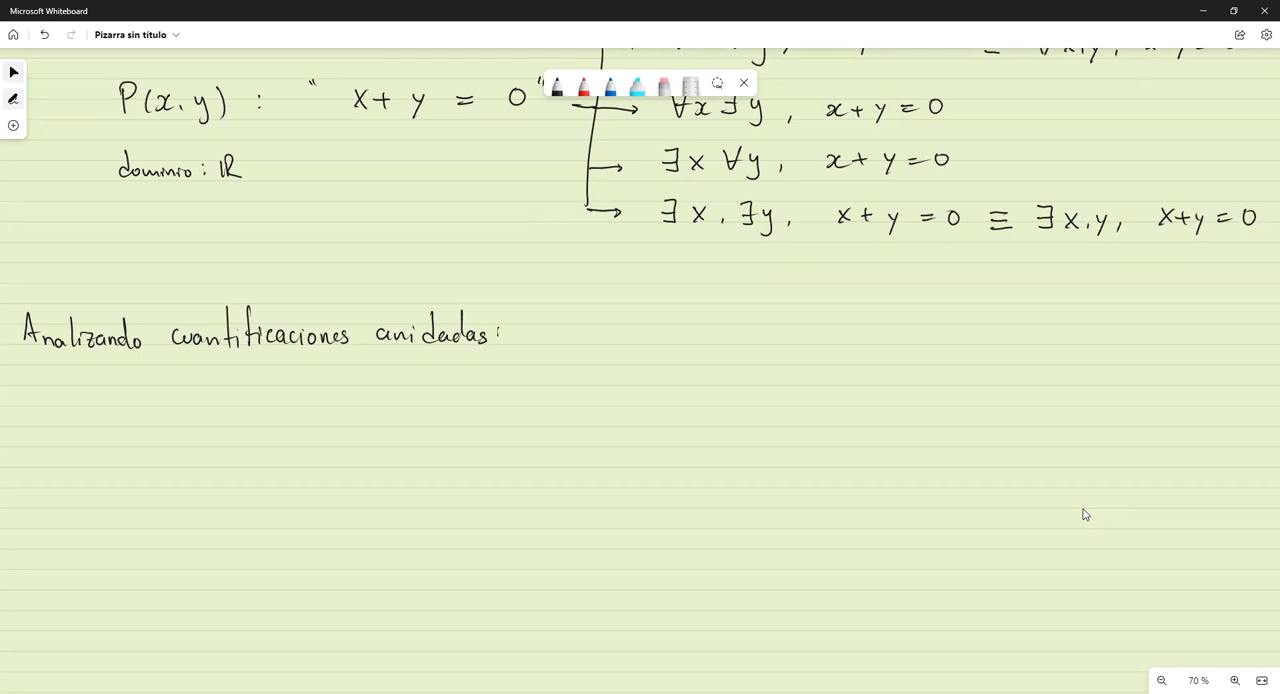 Microsoft Whiteboard
Pizarra sin título
P(x,y) : " x + y = 0 "
∀x ∃y, x + y = 0
dominio: ℝ
∃x ∀y, x + y = 0
∃x, ∃y, x + y = 0 ≡ ∃x,y, x+y = 0
Analizando cuantificaciones anidadas:
70 %